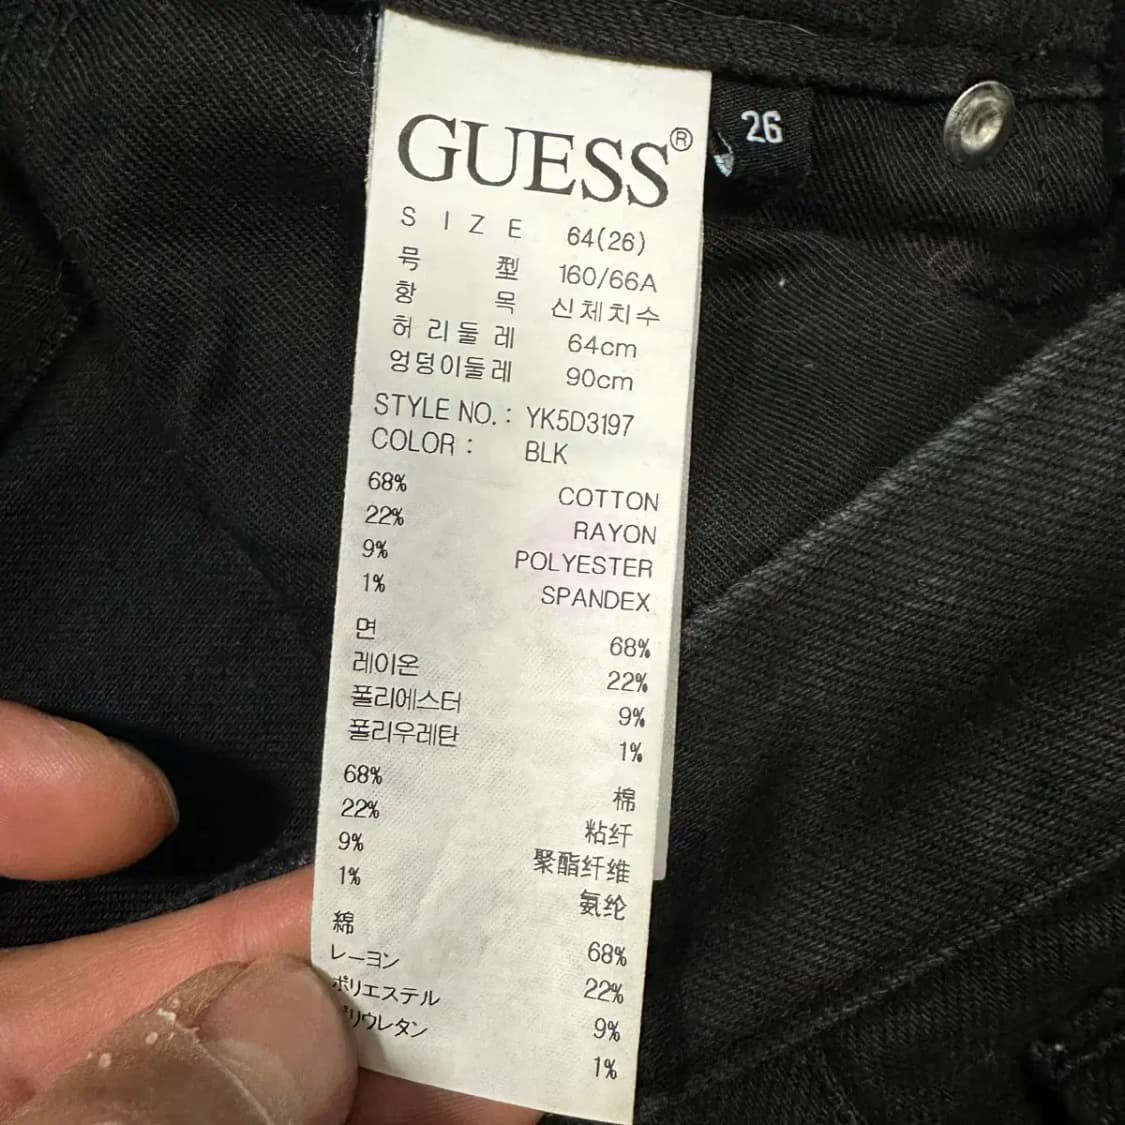 GUESS®
26
SIZE 64(26)
号型 160/66A
항목 신체치수
허리둘레 64cm
엉덩이둘레 90cm
STYLE NO.: YK5D3197
COLOR: BLK
68% COTTON
22% RAYON
9% POLYESTER
1% SPANDEX
면 68%
레이온 22%
폴리에스터 9%
폴리우레탄 1%
68% 棉
22% 粘纤
9% 聚酯纤维
1% 氨纶
綿 68%
レーヨン 22%
ポリエステル 9%
ポリウレタン 1%